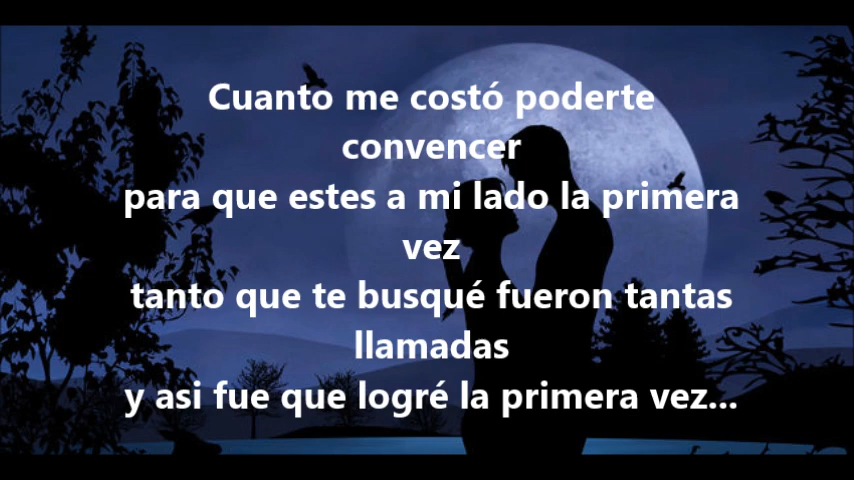 Cuanto me costó poderte
convencer
para que estes a mi lado la primera
vez
tanto que te busqué fueron tantas
llamadas
y asi fue que logré la primera vez...